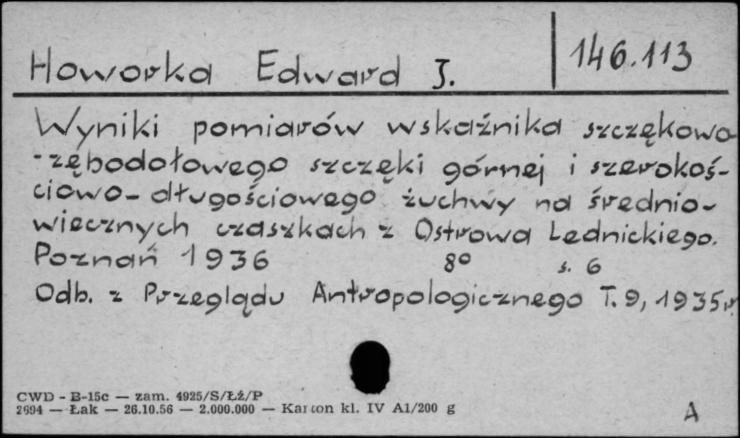 Howorka Edward J.
146.113
Wyniki pomiarów wskaźnika szczękowo
-zębodołowego szczęki górnej i szerokoś-
ciowo-długościowego żuchwy na średnio-
wiecznych czaszkach z Ostrowa Lednickiego.
Poznań 1936 8° s. 6
Odb. z Przeglądu Antropologicznego T. 9, 1935r
CWD - B-15c — zam. 4925/S/ŁŻ/P
2694 — Łak — 26.10.56 — 2.000.000 — Karton kl. IV A1/200 g
A